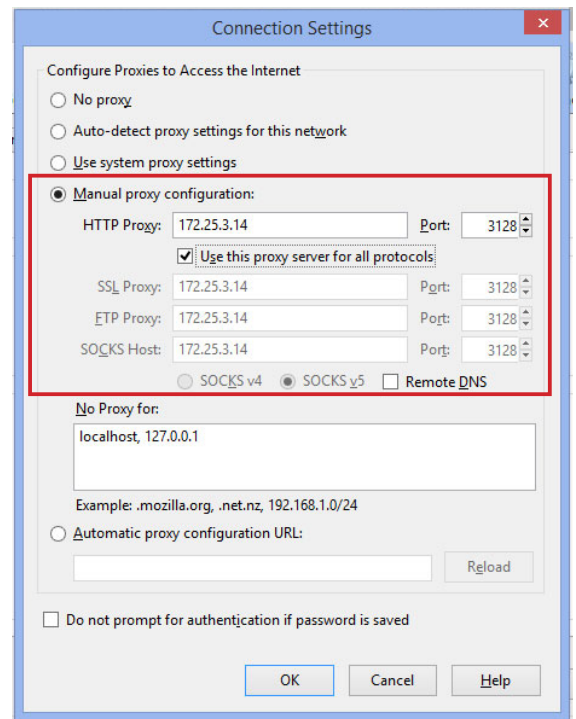 Connection Settings
Configure Proxies to Access the Internet
No proxy
Auto-detect proxy settings for this network
Use system proxy settings
Manual proxy configuration:
HTTP Proxy: 172.25.3.14 Port: 3128
Use this proxy server for all protocols
SSL Proxy: 172.25.3.14 Port: 3128
FTP Proxy: 172.25.3.14 Port: 3128
SOCKS Host: 172.25.3.14 Port: 3128
SOCKS v4 SOCKS v5 Remote DNS
No Proxy for:
localhost, 127.0.0.1
Example: .mozilla.org, .net.nz, 192.168.1.0/24
Automatic proxy configuration URL:
Reload
Do not prompt for authentication if password is saved
OK Cancel Help